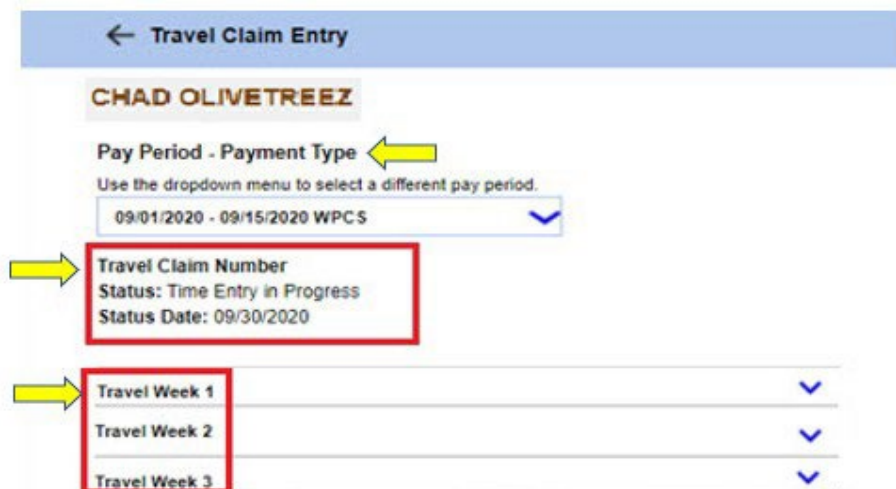 Travel Claim Entry
CHAD OLIVETREEZ
Pay Period - Payment Type
Use the dropdown menu to select a different pay period.
09/01/2020 - 09/15/2020 WPCS
Travel Claim Number
Status: Time Entry in Progress
Status Date: 09/30/2020
Travel Week 1
Travel Week 2
Travel Week 3